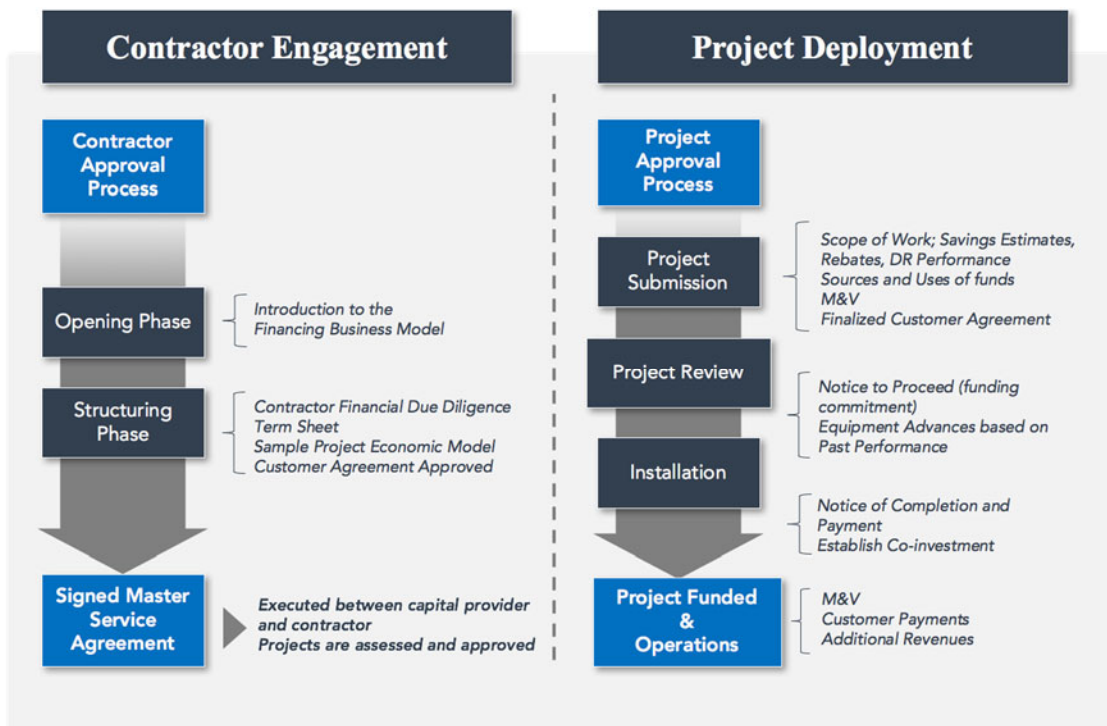 Contractor Engagement
Contractor
Approval
Process
Opening Phase
Introduction to the
Financing Business Model
Structuring
Phase
Contractor Financial Due Diligence
Term Sheet
Sample Project Economic Model
Customer Agreement Approved
Signed Master
Service
Agreement
Executed between capital provider
and contractor
Projects are assessed and approved
Project Deployment
Project
Approval
Process
Project
Submission
Scope of Work; Savings Estimates,
Rebates, DR Performance
Sources and Uses of funds
M&V
Finalized Customer Agreement
Project Review
Notice to Proceed (funding
commitment)
Equipment Advances based on
Past Performance
Installation
Notice of Completion and
Payment
Establish Co-investment
Project Funded
&
Operations
M&V
Customer Payments
Additional Revenues